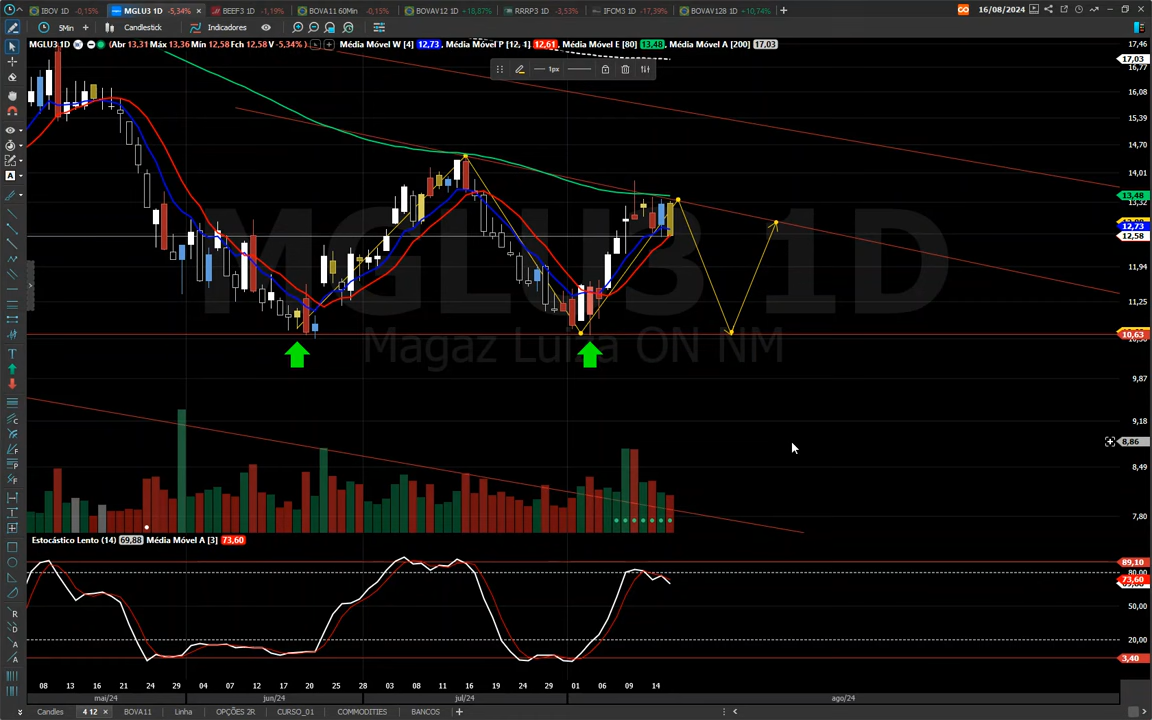 IBOV 1D -0,15%
MGLU3 1D -5,34%
BEEF3 1D -1,19%
BOVA11 60Min -0,15%
BOVAV12 1D +18,87%
RRRP3 1D -3,53%
IFCM3 1D -17,39%
BOVAV128 1D +10,74%
16/08/2024
5Min
Candlestick
Indicadores
MGLU3 1D (Abr 13,31 Máx 13,36 Mín 12,58 Fch 12,58 V -5,34%) Média Móvel W [4] 12,73, Média Móvel P [12, 1] 12,61, Média Móvel E [80] 13,48, Média Móvel A [200] 17,03
1px
17,46
17,03
16,77
16,08
15,39
14,70
14,01
13,48
13,32
12,73
12,58
11,94
11,25
10,63
9,87
9,18
8,86
8,49
7,80
MGLU3 1D
Magaz Luiza ON NM
Estocástico Lento (14) 69,88 Média Móvel A [3] 73,60
89,10
80,00
73,60
50,00
20,00
3,40
08 13 16 21 24 29 04 07 12 17 20 25 28 03 08 11 16 19 24 29 01 06 09 14
mai/24 jun/24 jul/24 ago/24
Candles
4 12
BOVA11
Linha
OPÇÕES 2R
CURSO_01
COMMODITIES
BANCOS